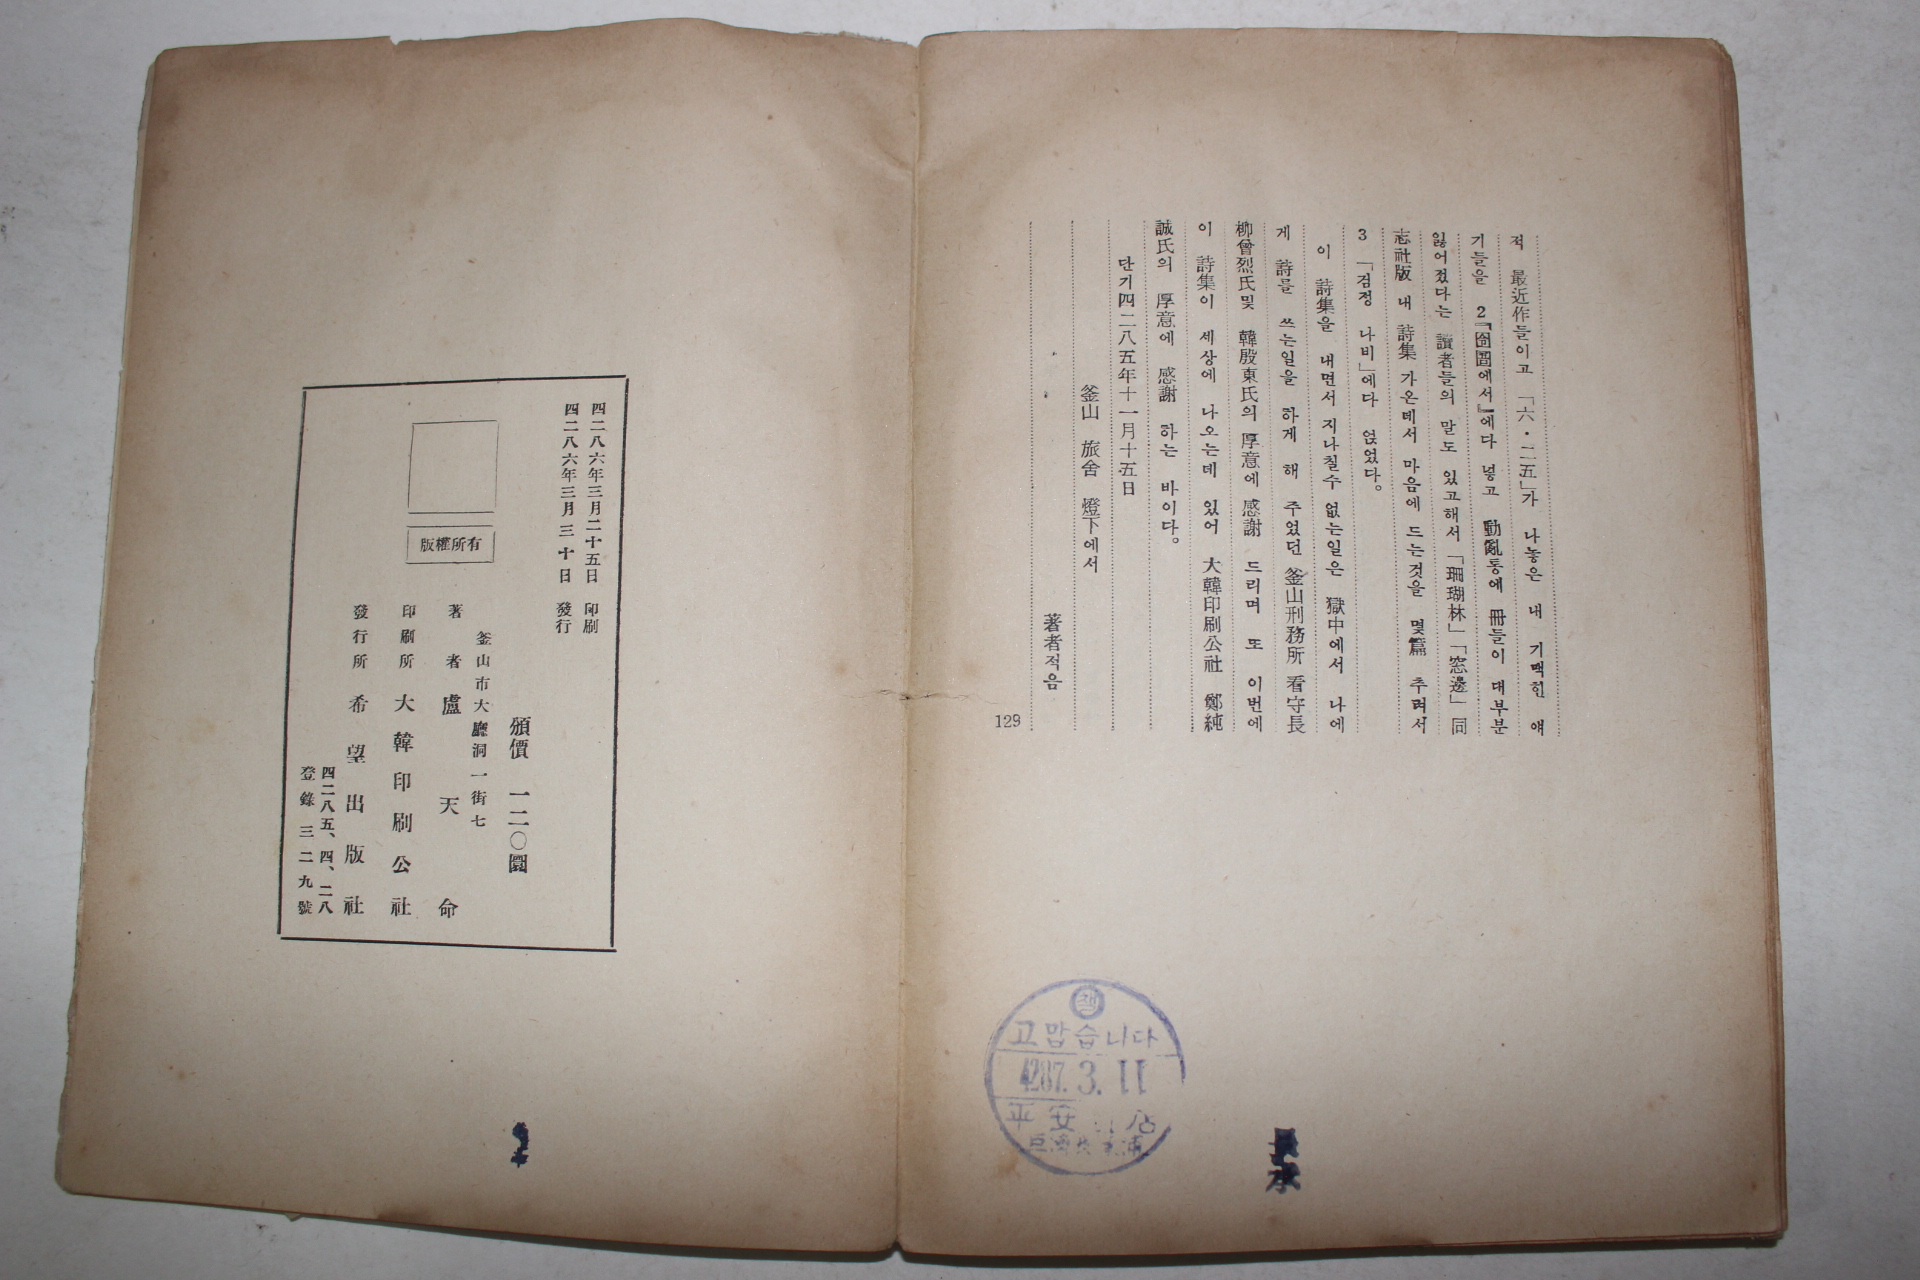 적 最近作들이고 「六·二五」가 나놓은 내 기맥힌 애
기들을 2『囹圄에서』에다 넣고 動亂통에 冊들이 대부분
잃어졌다는 讀者들의 말도 있고해서 「珊瑚林」「窓邊」 同
志社版 내 詩集 가온데서 마음에 드는것을 몇篇 추려서
3 「검정 나비」에다 얹었다。
이 詩集을 내면서 지나칠수 없는일은 獄中에서 나에
게 詩를 쓰는일을 하게 해 주었던 釜山刑務所 看守長
柳曾烈氏및 韓殷東氏의 厚意에 感謝 드리며 또 이번에
이 詩集이 세상에 나오는데 있어 大韓印刷公社 鄭純
誠氏의 厚意에 感謝 하는 바이다。
단기四二八五年十一月十五日
釜山 旅舍 燈下에서
著者적음
129
책
고맙습니다
4287. 3. 11
平安 店
承
四二八六年三月二十五日 印刷
四二八六年三月三十日 發行
版權所有
頒價 一二〇圜
釜山市大廳洞一街七
著者 盧天命
印刷所 大韓印刷公社
發行所 希望出版社
四二八五、四、二八
登錄三二九號